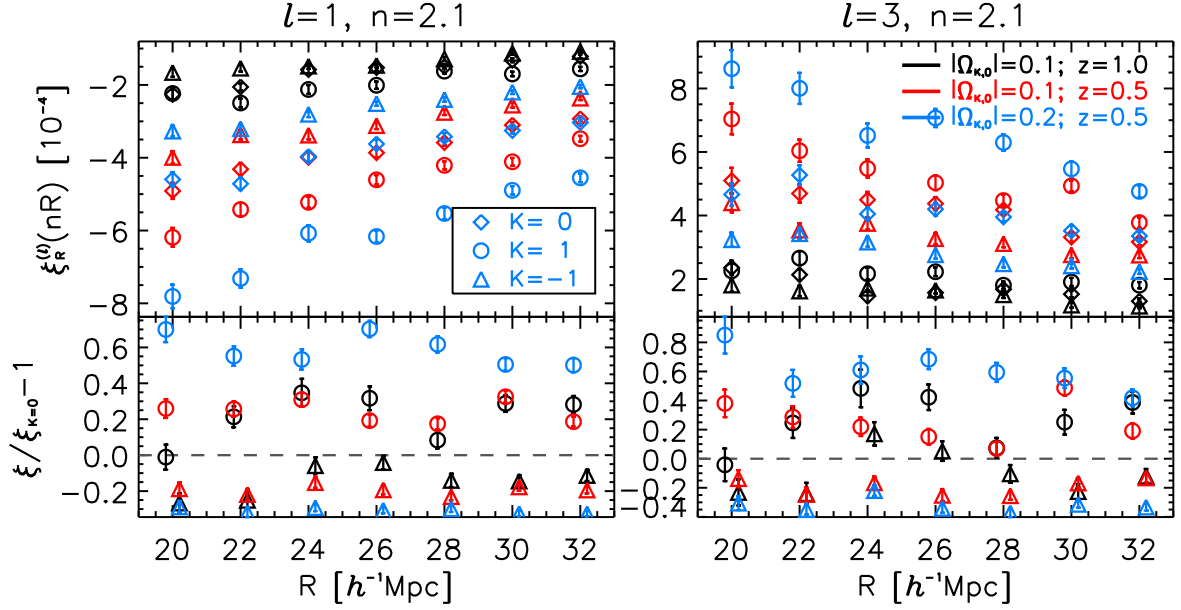 l=1, n=2.1
−2
−4
−6
−8
ξ_R^(l)(nR) [10⁻⁴]
K= 0
K= 1
K=−1
0.6
0.4
0.2
0.0
−0.2
ξ/ξ_K=0−1
20 22 24 26 28 30 32
R [h⁻¹Mpc]
l=3, n=2.1
|Ω_K,0|=0.1; z=1.0
|Ω_K,0|=0.1; z=0.5
|Ω_K,0|=0.2; z=0.5
8
6
4
2
0.8
0.6
0.4
0.2
0.0
−0.2
−0.4
20 22 24 26 28 30 32
R [h⁻¹Mpc]